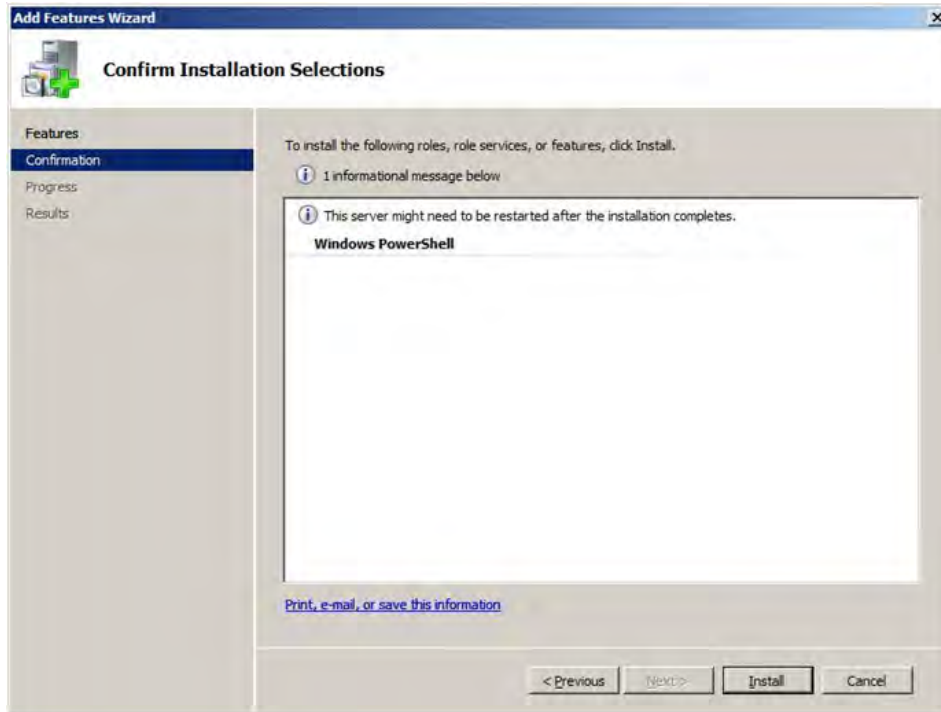 Add Features Wizard
Confirm Installation Selections
Features
Confirmation
Progress
Results
To install the following roles, role services, or features, click Install.
1 informational message below
This server might need to be restarted after the installation completes.
Windows PowerShell
Print, e-mail, or save this information
< Previous
Next >
Install
Cancel